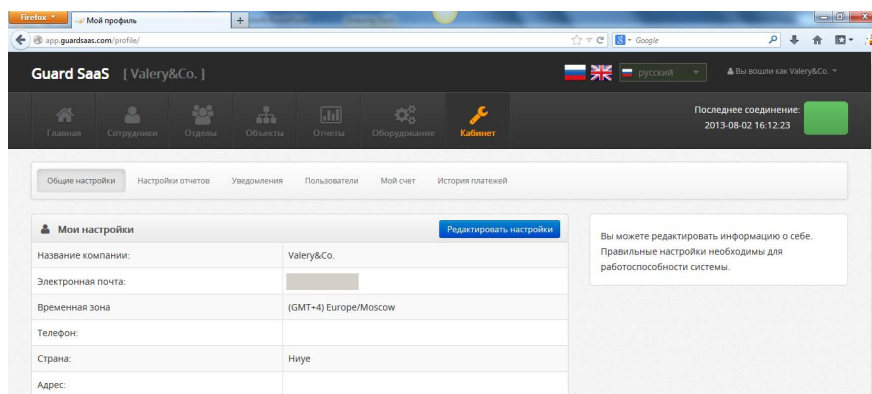 Firefox
Мой профиль
app.guardsaas.com/profile/
Google
Guard SaaS [ Valery&Co. ]
русский
Вы вошли как Valery&Co.
Главная Сотрудники Отделы Объекты Отчеты Оборудование Кабинет
Последнее соединение:
2013-08-02 16:12:23
Общие настройки Настройки отчетов Уведомления Пользователи Мой счет История платежей
Мои настройки
Редактировать настройки
Название компании: Valery&Co.
Электронная почта:
Временная зона (GMT+4) Europe/Moscow
Телефон:
Страна: Ниуе
Адрес:
Вы можете редактировать информацию о себе.
Правильные настройки необходимы для
работоспособности системы.